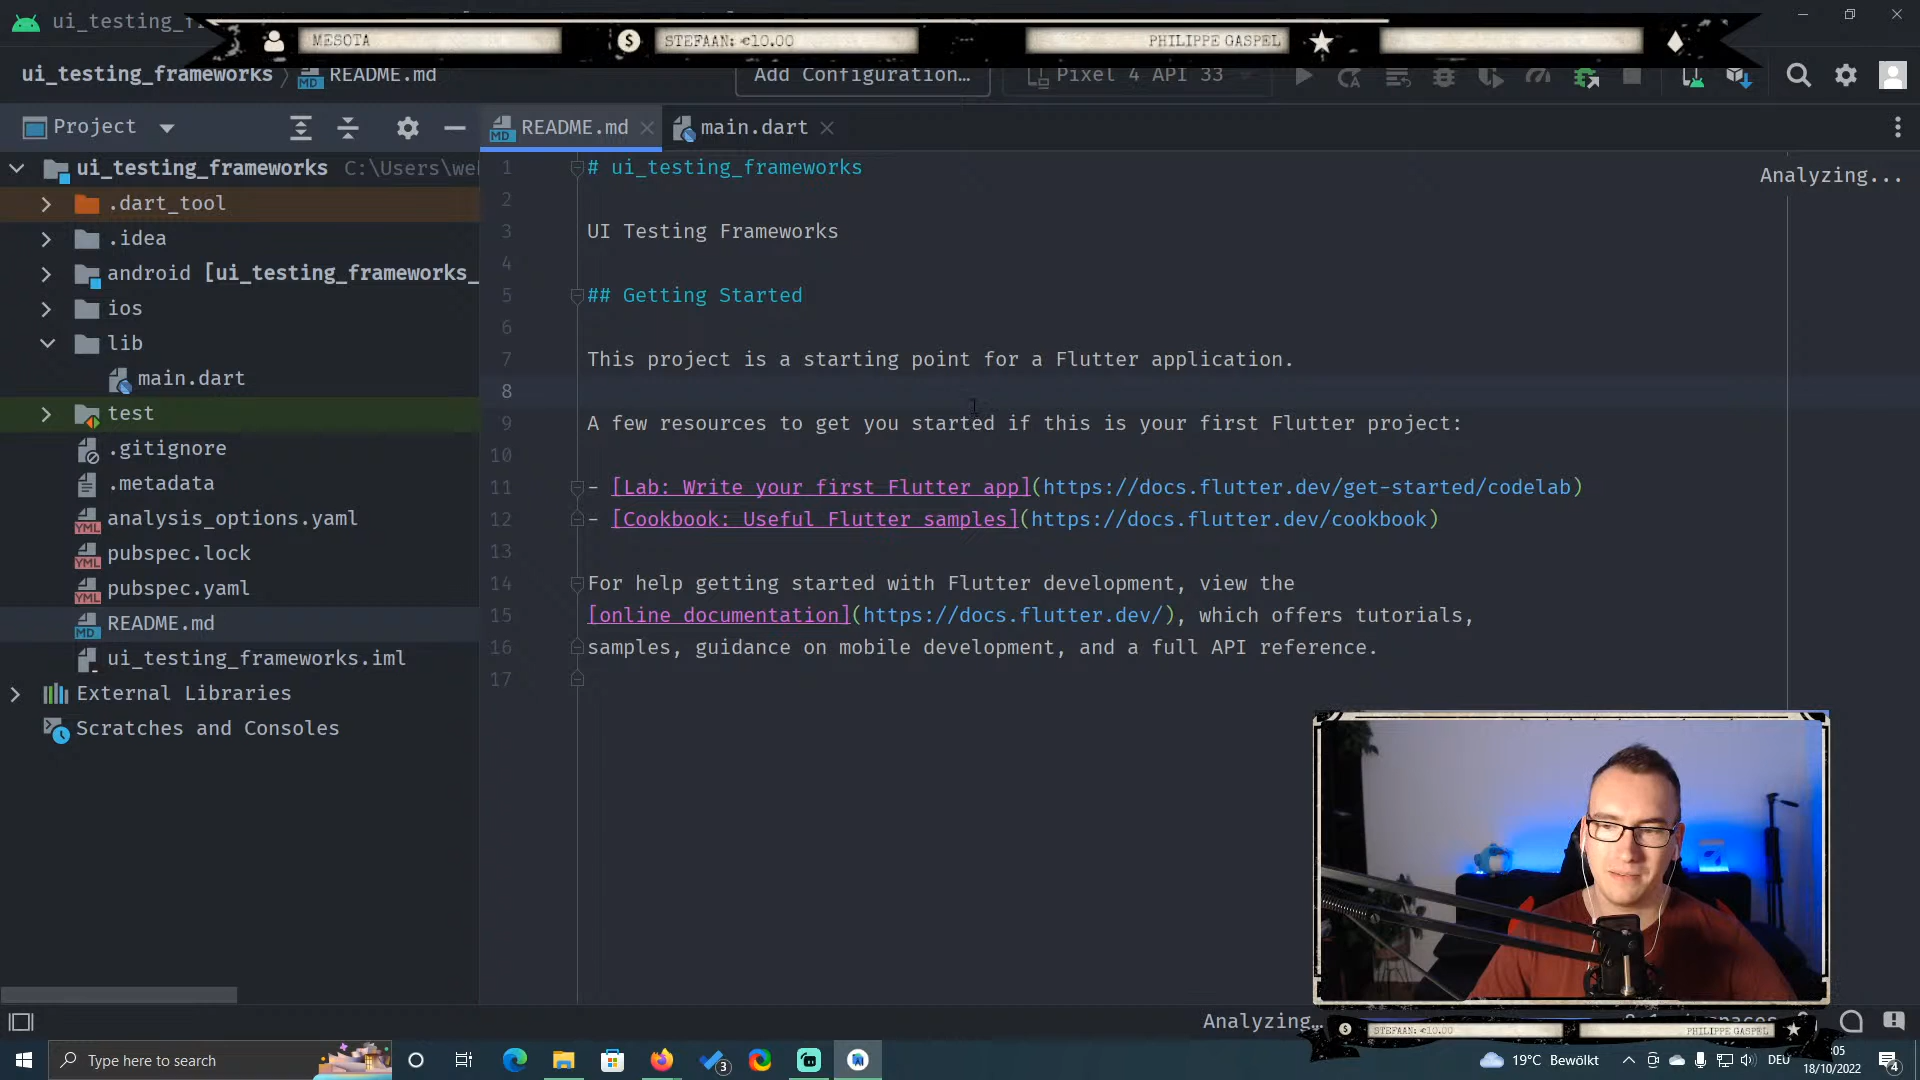 MESOTA
STEFAAN: €10.00
PHILIPPE GASPEL
ui_testing_frameworks
README.md
Add Configuration...
Pixel 4 API 33
Project
README.md
main.dart
ui_testing_frameworks
.dart_tool
.idea
android [ui_testing_frameworks_
ios
lib
main.dart
test
.gitignore
.metadata
analysis_options.yaml
pubspec.lock
pubspec.yaml
README.md
ui_testing_frameworks.iml
External Libraries
Scratches and Consoles
1 # ui_testing_frameworks
2
3 UI Testing Frameworks
4
5 ## Getting Started
6
7 This project is a starting point for a Flutter application.
8
9 A few resources to get you started if this is your first Flutter project:
10
11 - [Lab: Write your first Flutter app](https://docs.flutter.dev/get-started/codelab)
12 - [Cookbook: Useful Flutter samples](https://docs.flutter.dev/cookbook)
13
14 For help getting started with Flutter development, view the
15 [online documentation](https://docs.flutter.dev/), which offers tutorials,
16 samples, guidance on mobile development, and a full API reference.
17
Analyzing...
Analyzing…
STEFAAN: €10.00
PHILIPPE GASPEL
Type here to search
3
19°C Bewölkt
DEU
18/10/2022
4